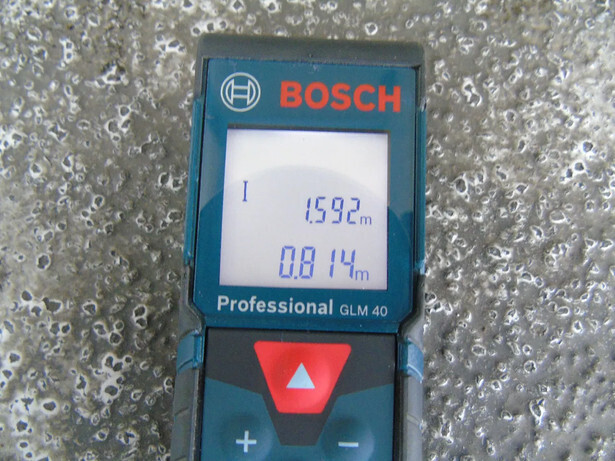 BOSCH
I
1.592m
0.814m
Professional GLM 40
+ −